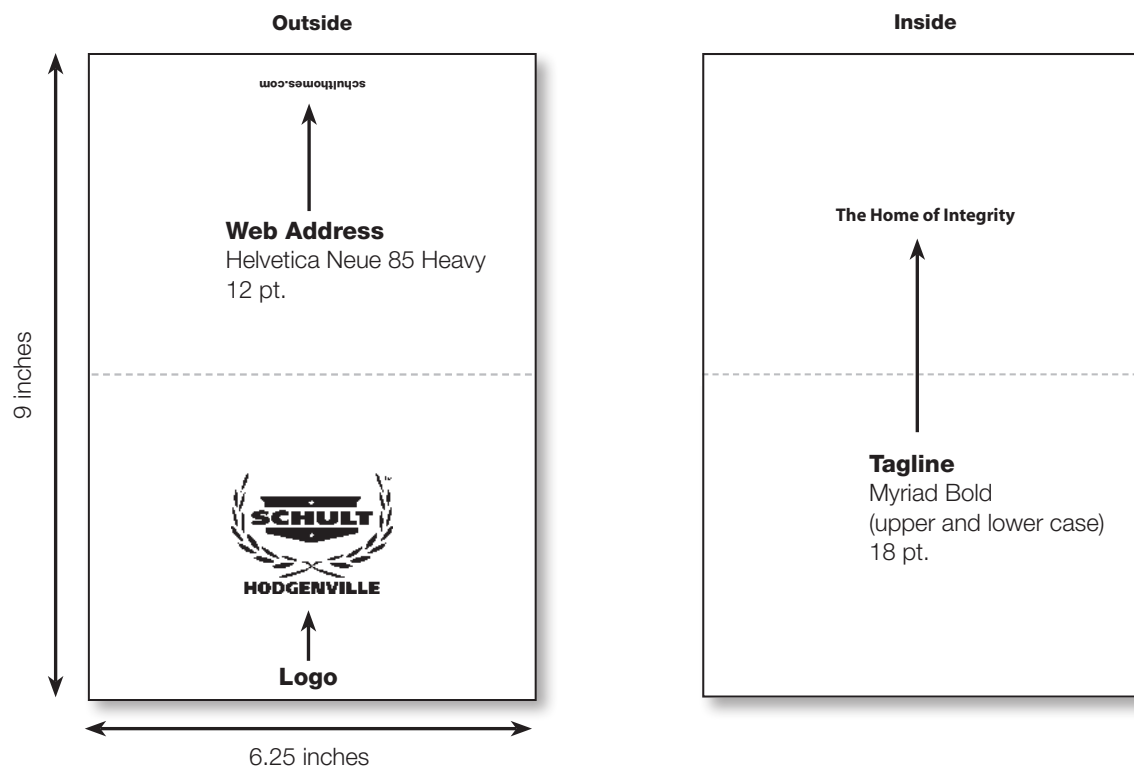 Outside
Inside
schulthomes.com
Web Address
Helvetica Neue 85 Heavy
12 pt.
9 inches
SCHULT
HODGENVILLE
Logo
6.25 inches
The Home of Integrity
Tagline
Myriad Bold
(upper and lower case)
18 pt.